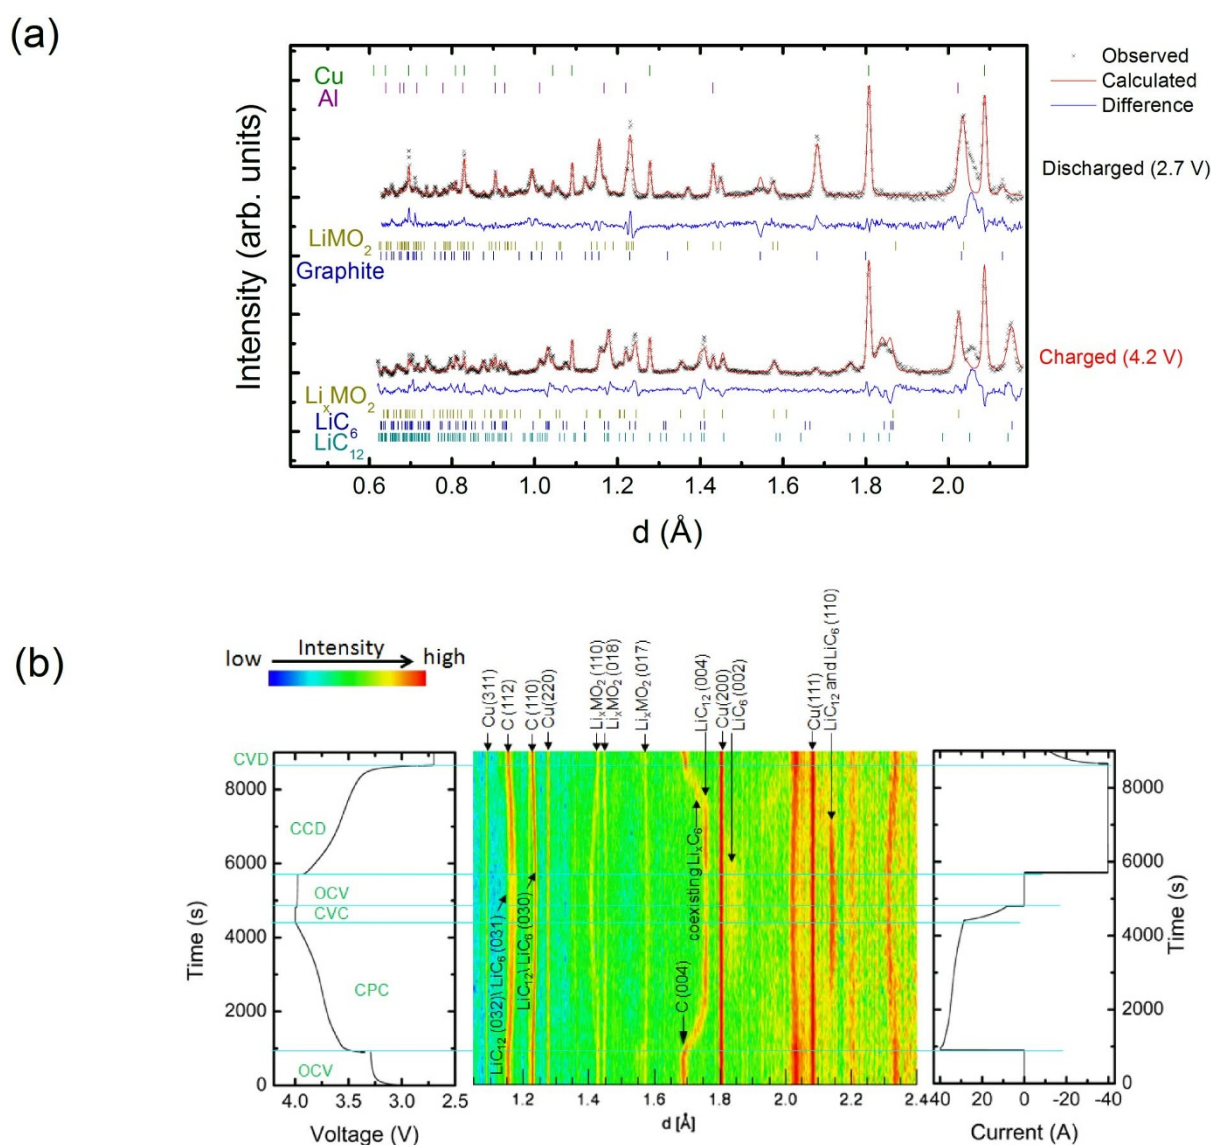 (a)
Cu
Al
× Observed
Calculated
Difference
Discharged (2.7 V)
LiMO₂
Graphite
Charged (4.2 V)
LiₓMO₂
LiC₆
LiC₁₂
Intensity (arb. units)
0.6 0.8 1.0 1.2 1.4 1.6 1.8 2.0
d (Å)
(b)
Intensity
low high
Cu(311)
C (112)
C (110)
Cu(220)
LiₓMO₂ (110)
LiₓMO₂ (018)
LiₓMO₂ (017)
LiC₁₂ (004)
Cu(200)
LiC₆ (002)
Cu(111)
LiC₁₂ and LiC₆ (110)
CVD
CCD
OCV
CVC
CPC
OCV
8000
6000
4000
2000
0
Time (s)
4.0 3.5 3.0 2.5
Voltage (V)
LiC₁₂ (032)\ LiC₆ (031)
LiC₁₂\ LiC₆ (030)
C (004)
coexisting LiₓC₆
1.2 1.4 1.6 1.8 2 2.2 2.4
d [Å]
8000
6000
4000
2000
0
Time (s)
40 20 0 -20 -40
Current (A)